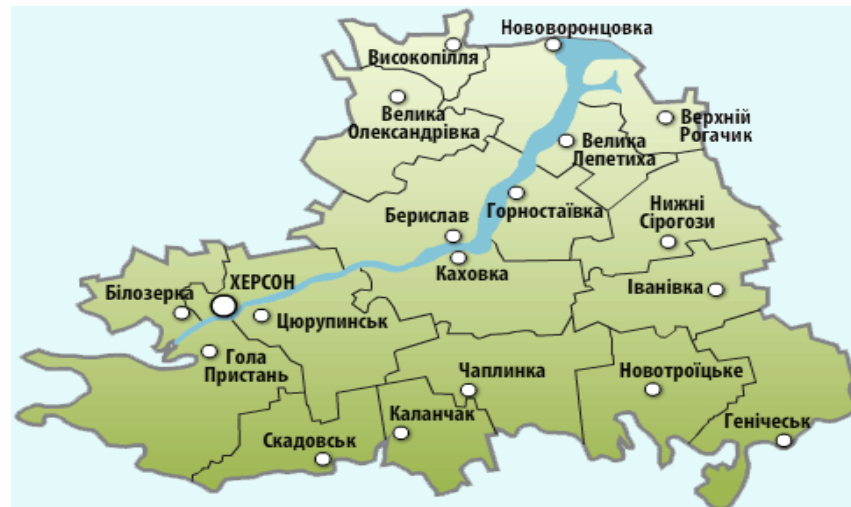 Нововоронцовка
Високопілля
Велика
Олександрівка
Верхній
Рогачик
Велика
Лепетиха
Горностаївка
Нижні
Сірогози
Берислав
Каховка
ХЕРСОН
Білозерка
Іванівка
Цюрупинськ
Гола
Пристань
Чаплинка
Новотроїцьке
Каланчак
Генічеськ
Скадовськ